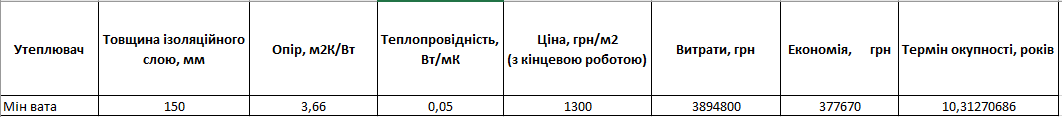 Утеплювач
Товщина ізоляційного
слою, мм
Опір, м2К/Вт
Теплопровідність,
Вт/мК
Ціна, грн/м2
(з кінцевою роботою)
Витрати, грн
Економія, грн
Термін окупності, років
Мін вата 150 3,66 0,05 1300 3894800 377670 10,31270686